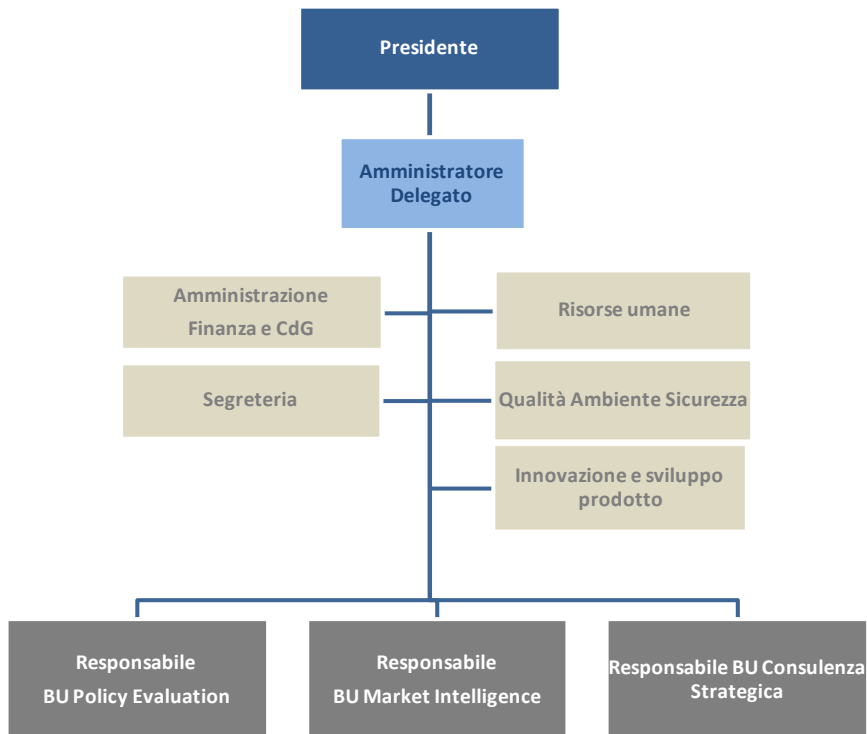 Presidente
Amministratore
Delegato
Amministrazione
Finanza e CdG
Risorse umane
Segreteria
Qualità Ambiente Sicurezza
Innovazione e sviluppo
prodotto
Responsabile
BU Policy Evaluation
Responsabile
BU Market Intelligence
Responsabile BU Consulenza
Strategica